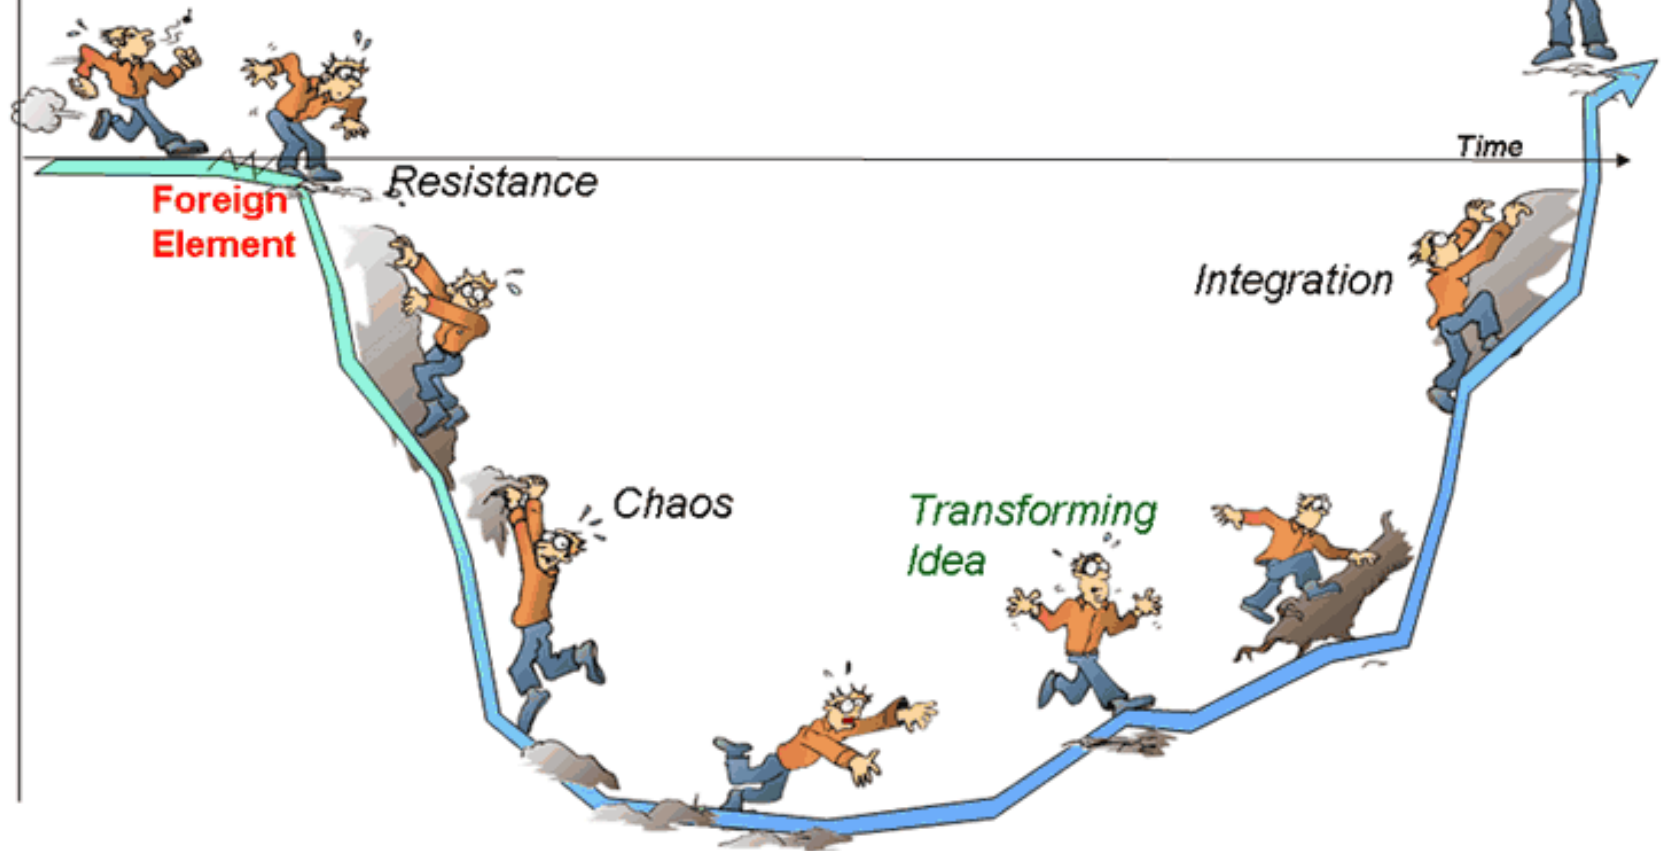 Time
Resistance
Foreign
Element
Integration
Chaos
Transforming
Idea